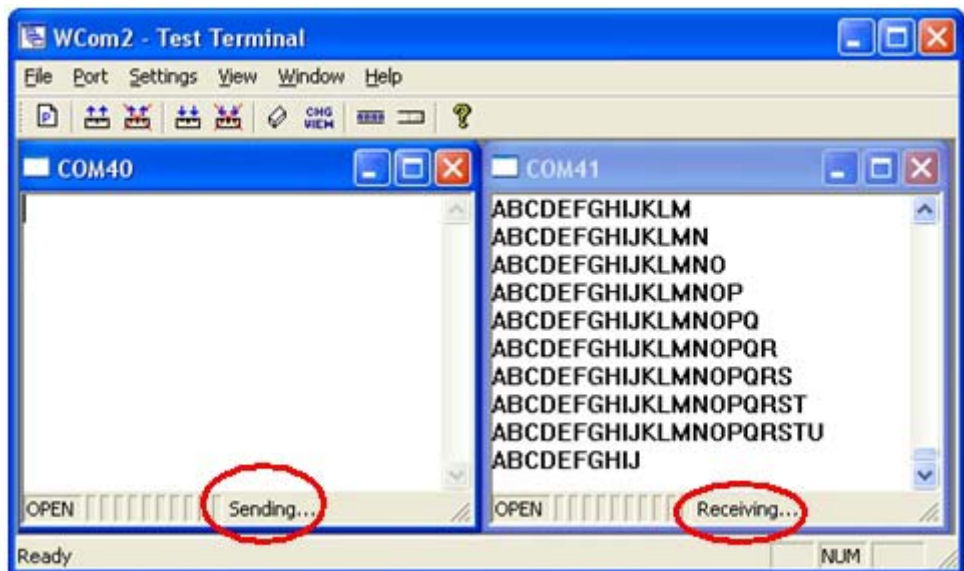 WCom2 - Test Terminal
File Port Settings View Window Help
P CHG VIEW ?
COM40
COM41
ABCDEFGHIJKLM
ABCDEFGHIJKLMN
ABCDEFGHIJKLMNO
ABCDEFGHIJKLMNOP
ABCDEFGHIJKLMNOPQ
ABCDEFGHIJKLMNOPQR
ABCDEFGHIJKLMNOPQRS
ABCDEFGHIJKLMNOPQRST
ABCDEFGHIJKLMNOPQRSTU
ABCDEFGHIJ
OPEN Sending...
OPEN Receiving...
Ready NUM